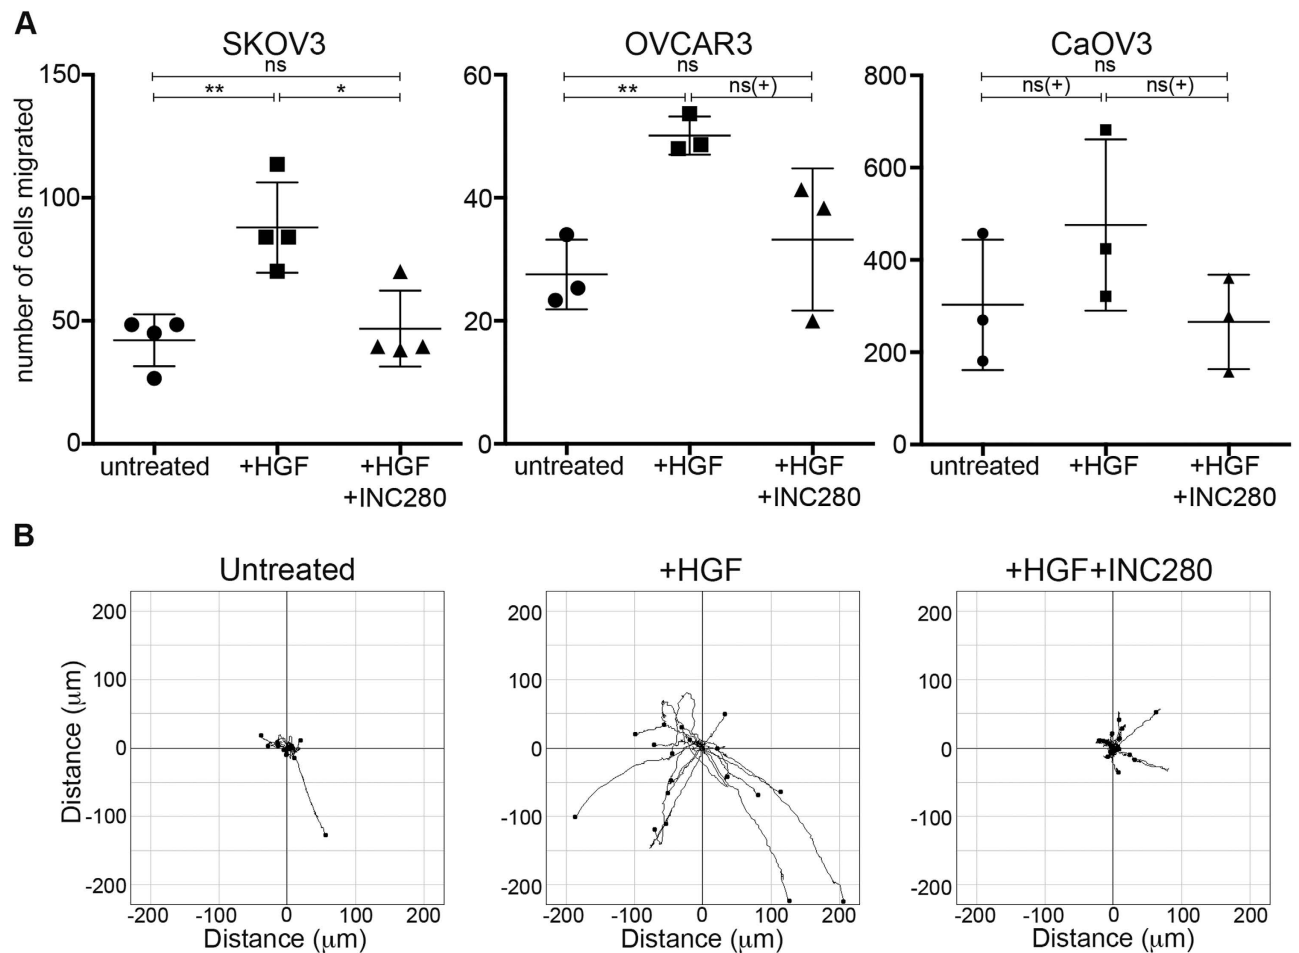 A
SKOV3
OVCAR3
CaOV3
number of cells migrated
150
100
50
0
ns
**
*
untreated
+HGF
+HGF
+INC280
60
40
20
0
ns
**
ns(+)
untreated
+HGF
+HGF
+INC280
800
600
400
200
0
ns
ns(+)
ns(+)
untreated
+HGF
+HGF
+INC280
B
Untreated
+HGF
+HGF+INC280
Distance (μm)
200
100
0
-100
-200
-200 -100 0 100 200
Distance (μm)
200
100
0
-100
-200
-200 -100 0 100 200
Distance (μm)
200
100
0
-100
-200
-200 -100 0 100 200
Distance (μm)